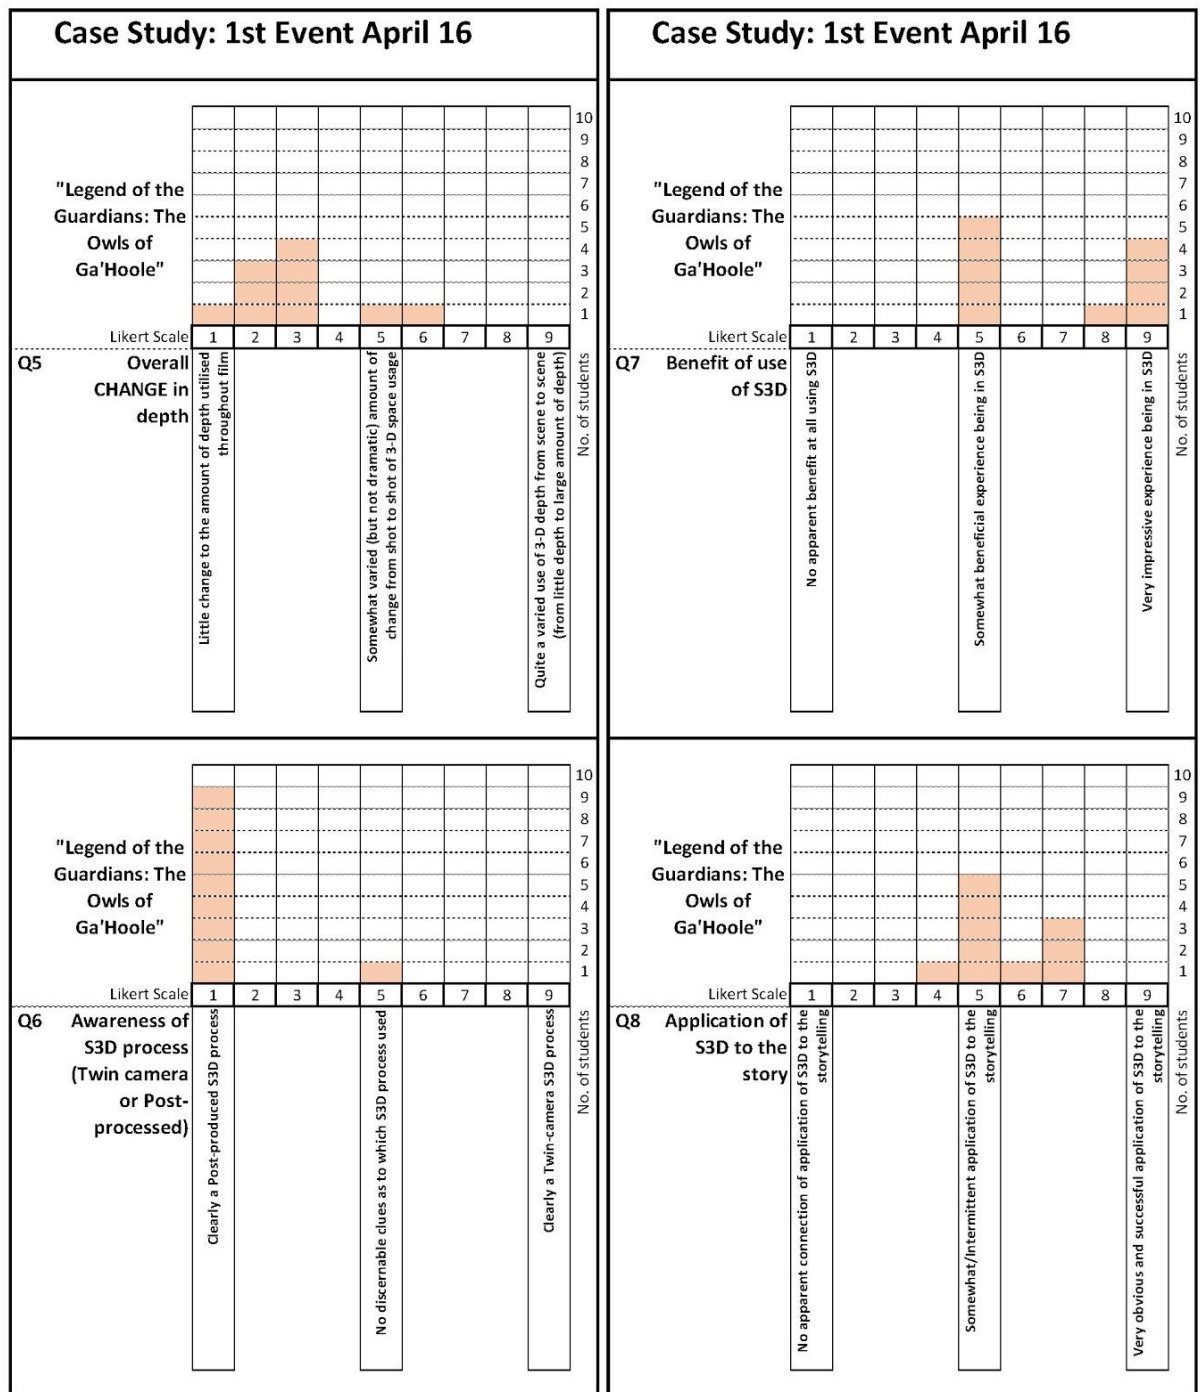 Case Study: 1st Event April 16
"Legend of the
Guardians: The
Owls of
Ga'Hoole"
10
9
8
7
6
5
4
3
2
1
Likert Scale
1 2 3 4 5 6 7 8 9
Q5 Overall
CHANGE in
depth
Little change to the amount of depth utilised
throughout film
Somewhat varied (but not dramatic) amount of
change from shot to shot of 3-D space usage
Quite a varied use of 3-D depth from scene to scene
(from little depth to large amount of depth)
No. of students
Case Study: 1st Event April 16
"Legend of the
Guardians: The
Owls of
Ga'Hoole"
10
9
8
7
6
5
4
3
2
1
Likert Scale
1 2 3 4 5 6 7 8 9
Q7 Benefit of use
of S3D
No apparent benefit at all using S3D
Somewhat beneficial experience being in S3D
Very impressive experience being in S3D
No. of students
"Legend of the
Guardians: The
Owls of
Ga'Hoole"
10
9
8
7
6
5
4
3
2
1
Likert Scale
1 2 3 4 5 6 7 8 9
Q6 Awareness of
S3D process
(Twin camera
or Post-
processed)
Clearly a Post-produced S3D process
No discernable clues as to which S3D process used
Clearly a Twin-camera S3D process
No. of students
"Legend of the
Guardians: The
Owls of
Ga'Hoole"
10
9
8
7
6
5
4
3
2
1
Likert Scale
1 2 3 4 5 6 7 8 9
Q8 Application of
S3D to the
story
No apparent connection of application of S3D to the
storytelling
Somewhat/Intermittent application of S3D to the
storytelling
Very obvious and successful application of S3D to the
storytelling
No. of students